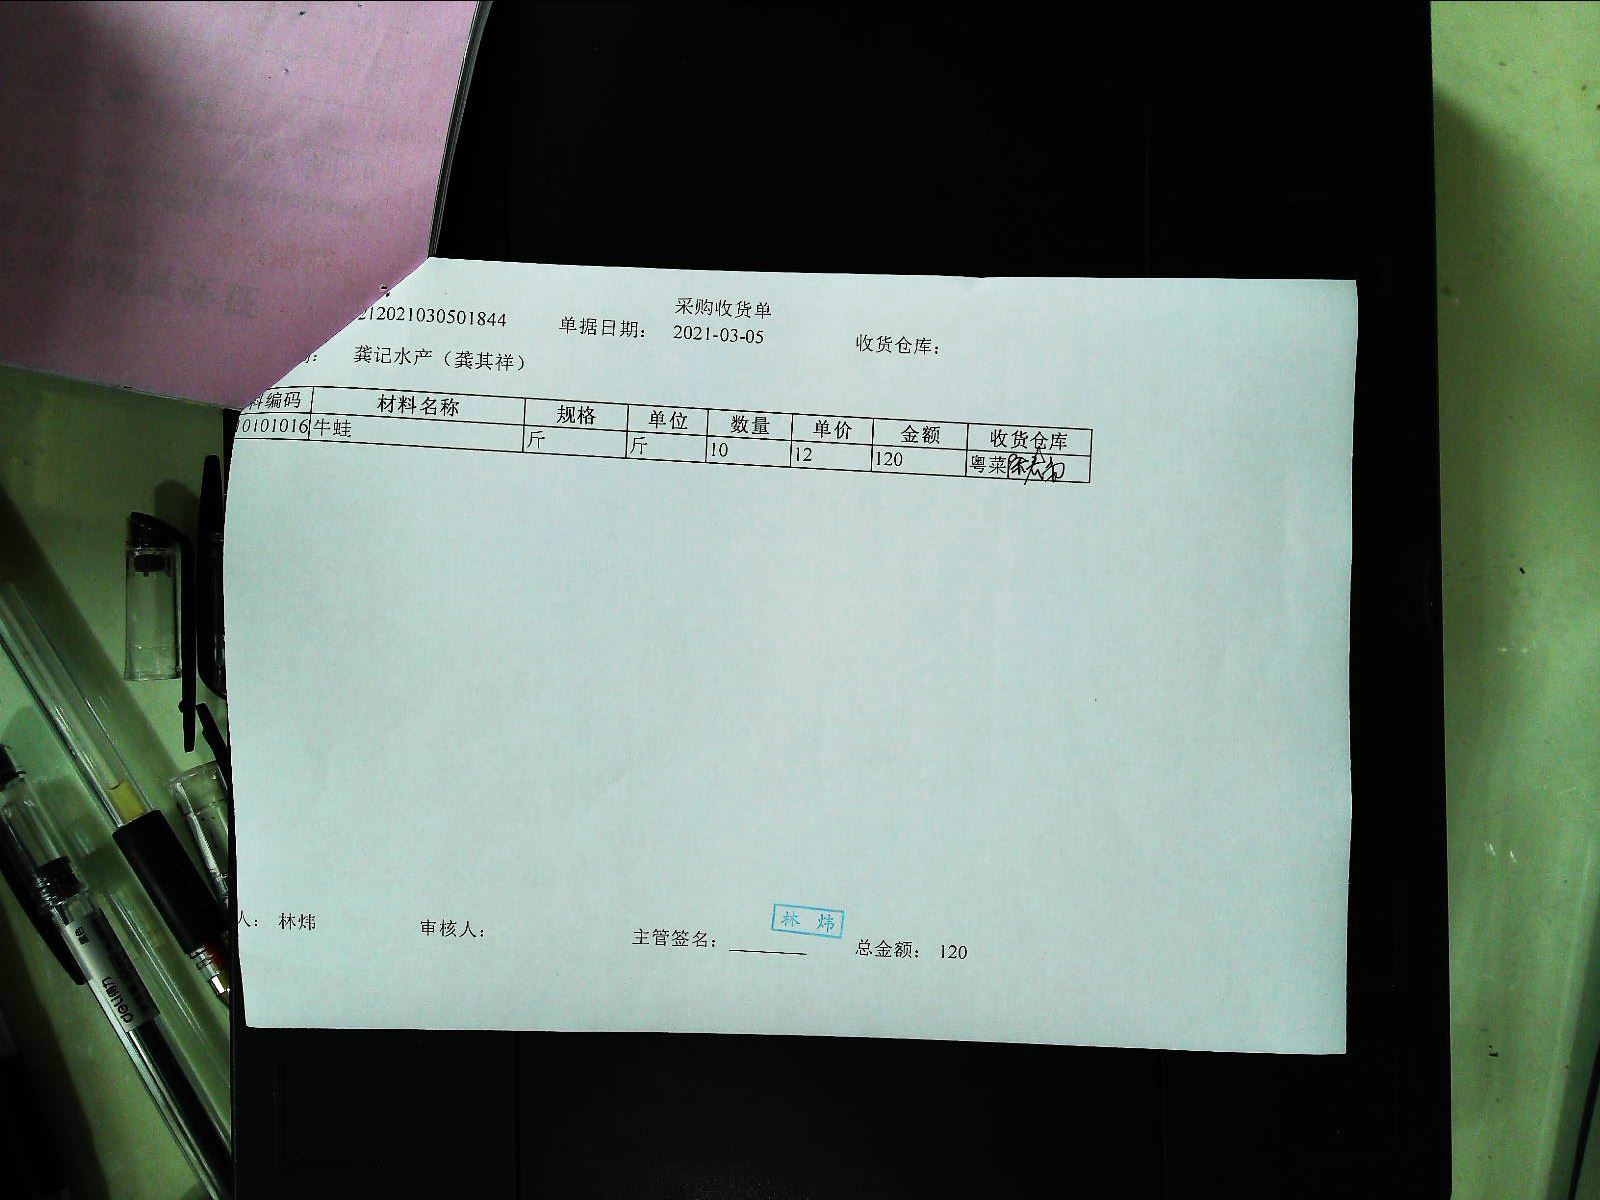 采购收货单
212021030501844 单据日期： 2021-03-05 收货仓库：
龚记水产（龚其祥）
料编码 材料名称 规格 单位 数量 单价 金额 收货仓库
10101016 牛蛙 斤 斤 10 12 120 粤菜
人： 林炜 审核人： 主管签名： 林 炜 总金额： 120
deli